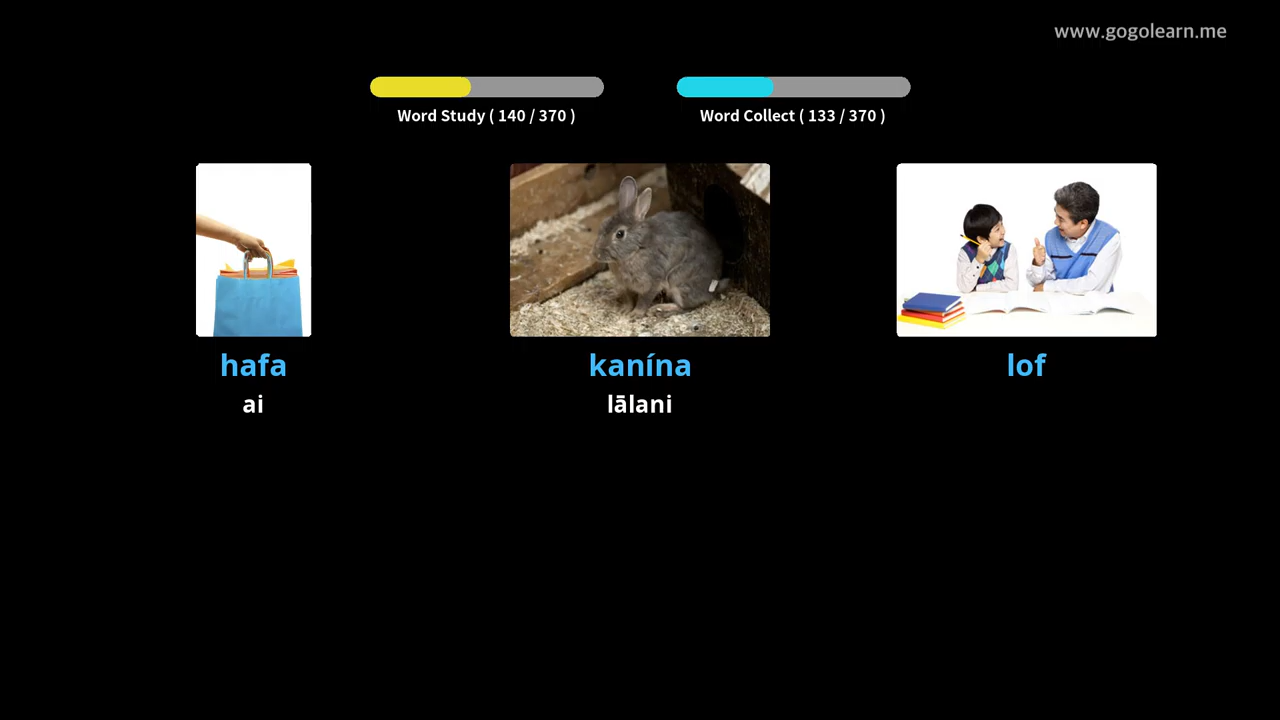 www.gogolearn.me
Word Study ( 140 / 370 )
Word Collect ( 133 / 370 )
hafa
kanína
lof
ai
lālani